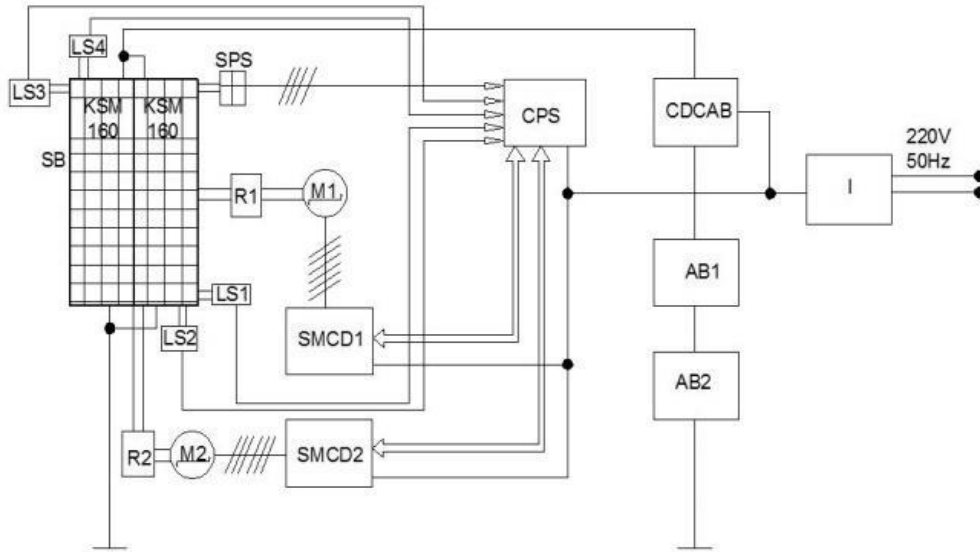 LS4
LS3
SPS
KSM
160
KSM
160
SB
CPS
CDCAB
220V
50Hz
R1
M1
I
LS1
LS2
SMCD1
AB1
AB2
R2
M2
SMCD2